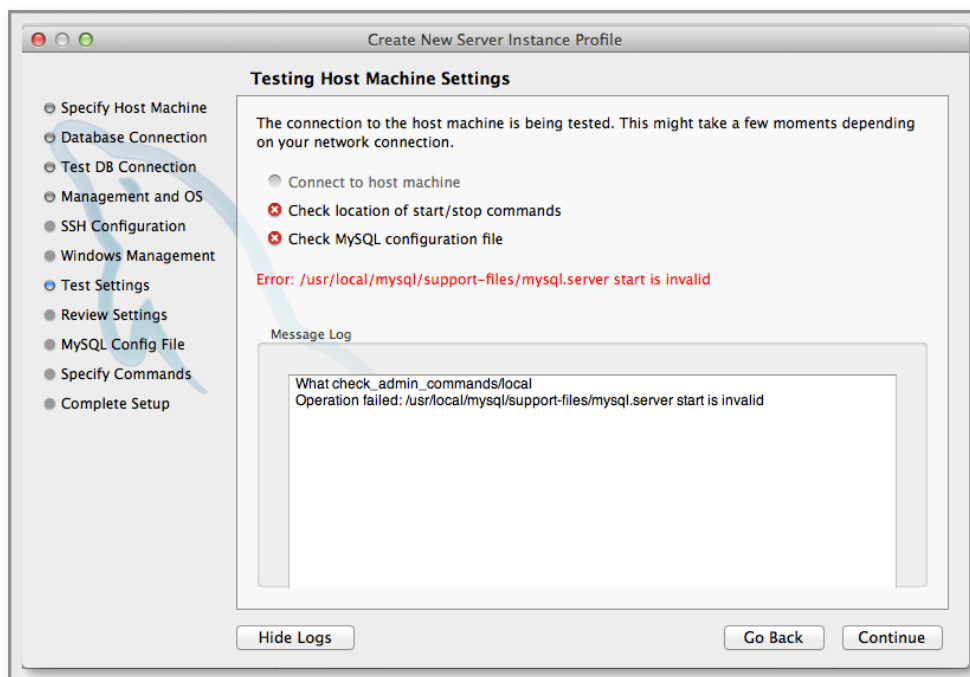 Create New Server Instance Profile
Testing Host Machine Settings
Specify Host Machine
Database Connection
Test DB Connection
Management and OS
SSH Configuration
Windows Management
Test Settings
Review Settings
MySQL Config File
Specify Commands
Complete Setup
The connection to the host machine is being tested. This might take a few moments depending
on your network connection.
Connect to host machine
Check location of start/stop commands
Check MySQL configuration file
Error: /usr/local/mysql/support-files/mysql.server start is invalid
Message Log
What check_admin_commands/local
Operation failed: /usr/local/mysql/support-files/mysql.server start is invalid
Hide Logs
Go Back
Continue